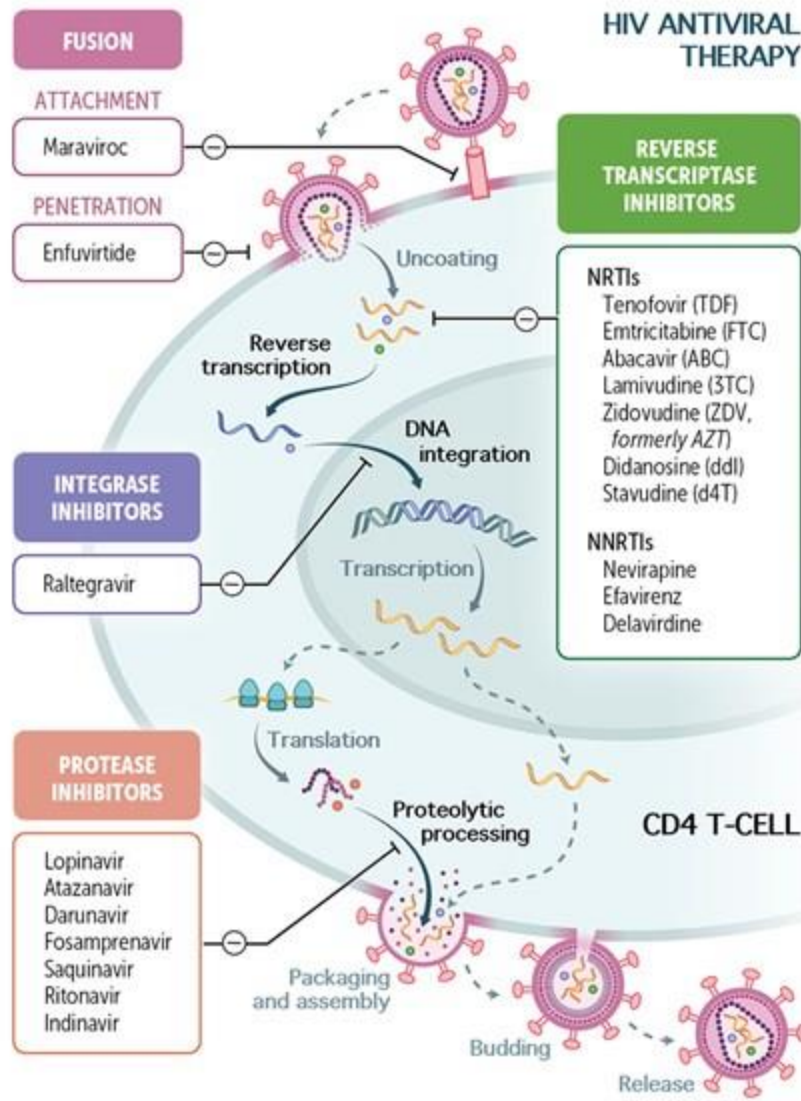 HIV ANTIVIRAL
THERAPY
FUSION
ATTACHMENT
Maraviroc
PENETRATION
Enfuvirtide
REVERSE
TRANSCRIPTASE
INHIBITORS
NRTIs
Tenofovir (TDF)
Emtricitabine (FTC)
Abacavir (ABC)
Lamivudine (3TC)
Zidovudine (ZDV,
formerly AZT)
Didanosine (ddI)
Stavudine (d4T)
NNRTIs
Nevirapine
Efavirenz
Delavirdine
Uncoating
Reverse
transcription
DNA
integration
INTEGRASE
INHIBITORS
Raltegravir
Transcription
Translation
PROTEASE
INHIBITORS
Lopinavir
Atazanavir
Darunavir
Fosamprenavir
Saquinavir
Ritonavir
Indinavir
Proteolytic
processing
CD4 T-CELL
Packaging
and assembly
Budding
Release